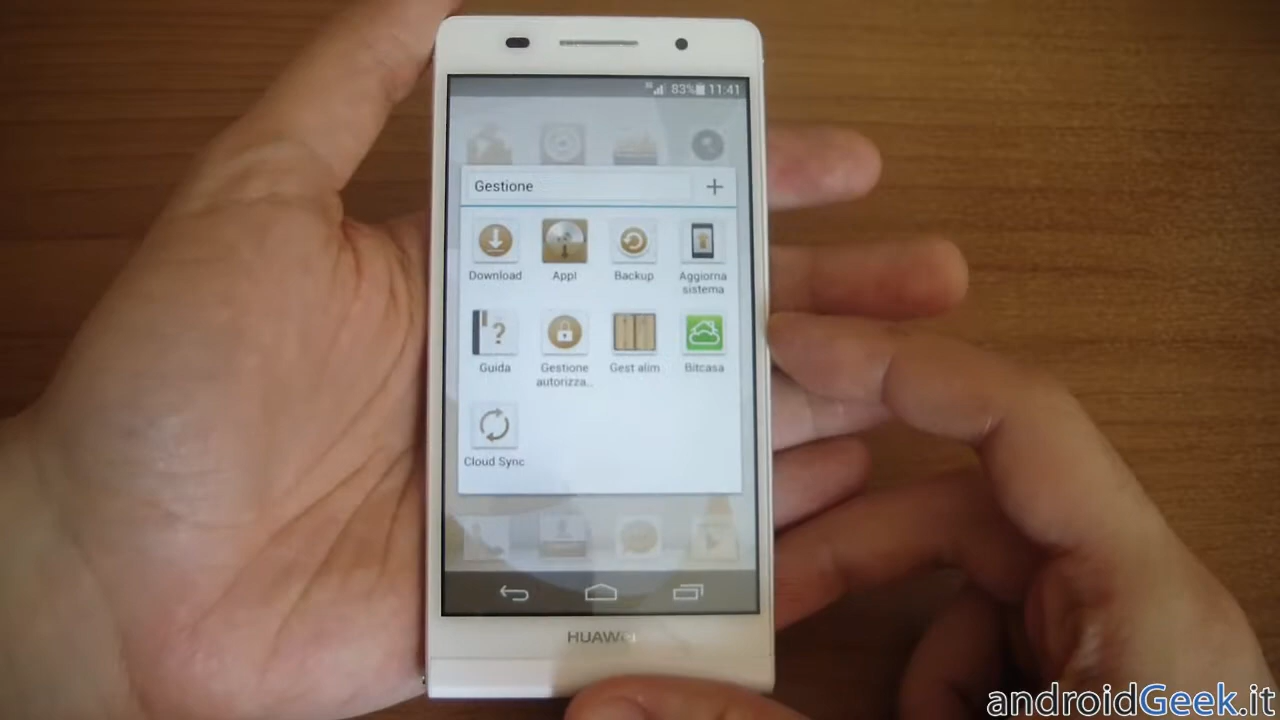 83% 11:41
Gestione +
Download Appl Backup Aggiorna sistema
Guida Gestione autorizza.. Gest alim Bitcasa
Cloud Sync
HUAWEI
androidGeek.it